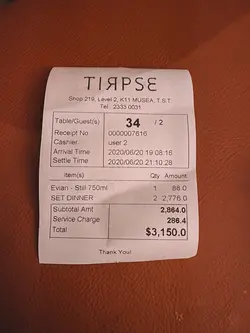 TIRPSE
Shop 219, Level 2, K11 MUSEA, T.S.T.
Tel: 2333 0031
Table/Guest(s) 34 / 2
Receipt No 0000007616
Cashier user 2
Arrival Time 2020/06/20 19:08:16
Settle Time 2020/06/20 21:10:28
Item(s) Qty Amount
Evian - Still 750ml 1 88.0
SET DINNER 2 2,776.0
Subtotal Amt 2,864.0
Service Charge 286.4
Total $3,150.0
Thank You!